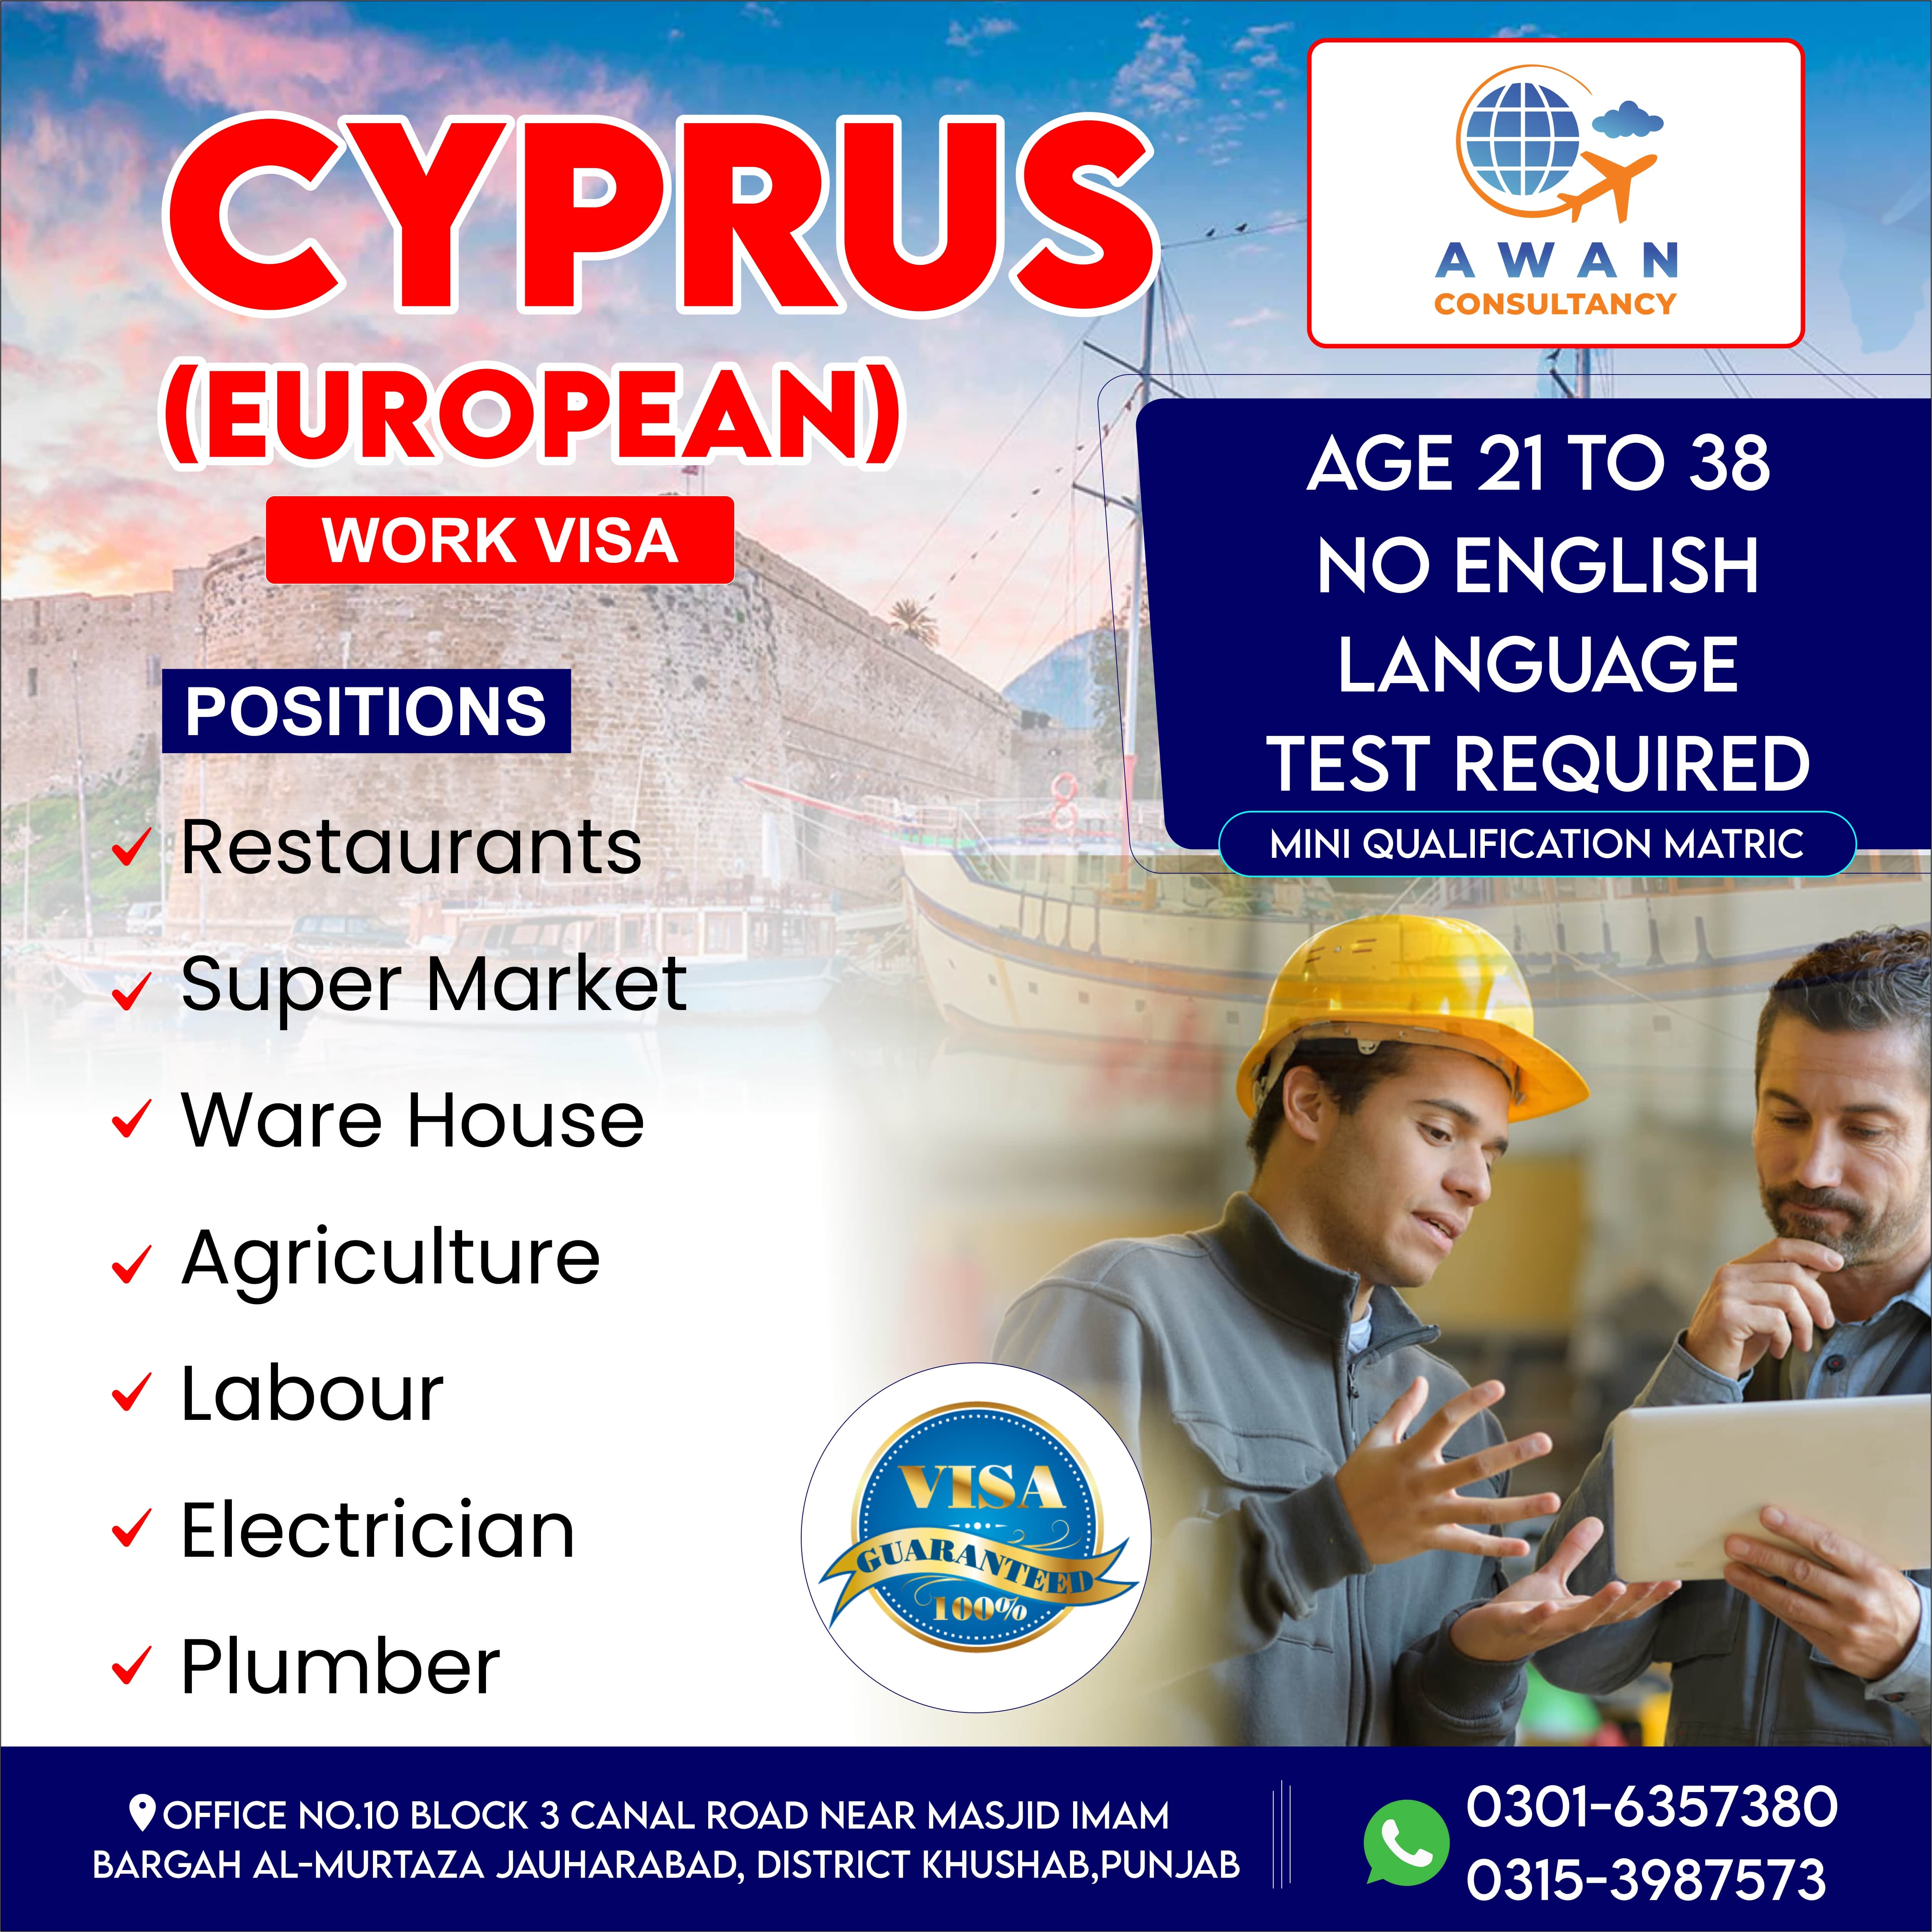 CYPRUS
(EUROPEAN)
WORK VISA
AWAN
CONSULTANCY
AGE 21 TO 38
NO ENGLISH
LANGUAGE
TEST REQUIRED
MINI QUALIFICATION MATRIC
POSITIONS
Restaurants
Super Market
Ware House
Agriculture
Labour
Electrician
Plumber
VISA
GUARANTEED
100%
OFFICE NO.10 BLOCK 3 CANAL ROAD NEAR MASJID IMAM
BARGAH AL-MURTAZA JAUHARABAD, DISTRICT KHUSHAB,PUNJAB
0301-6357380
0315-3987573